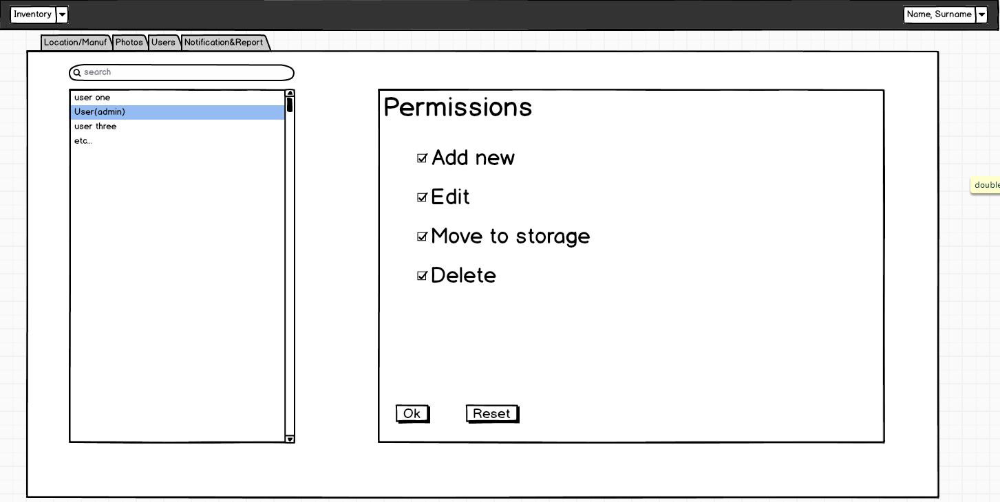 Inventory
Name, Surname
Location/Manuf
Photos
Users
Notification&Report
search
user one
User(admin)
user three
etc...
Permissions
Add new
Edit
Move to storage
Delete
Ok
Reset
double